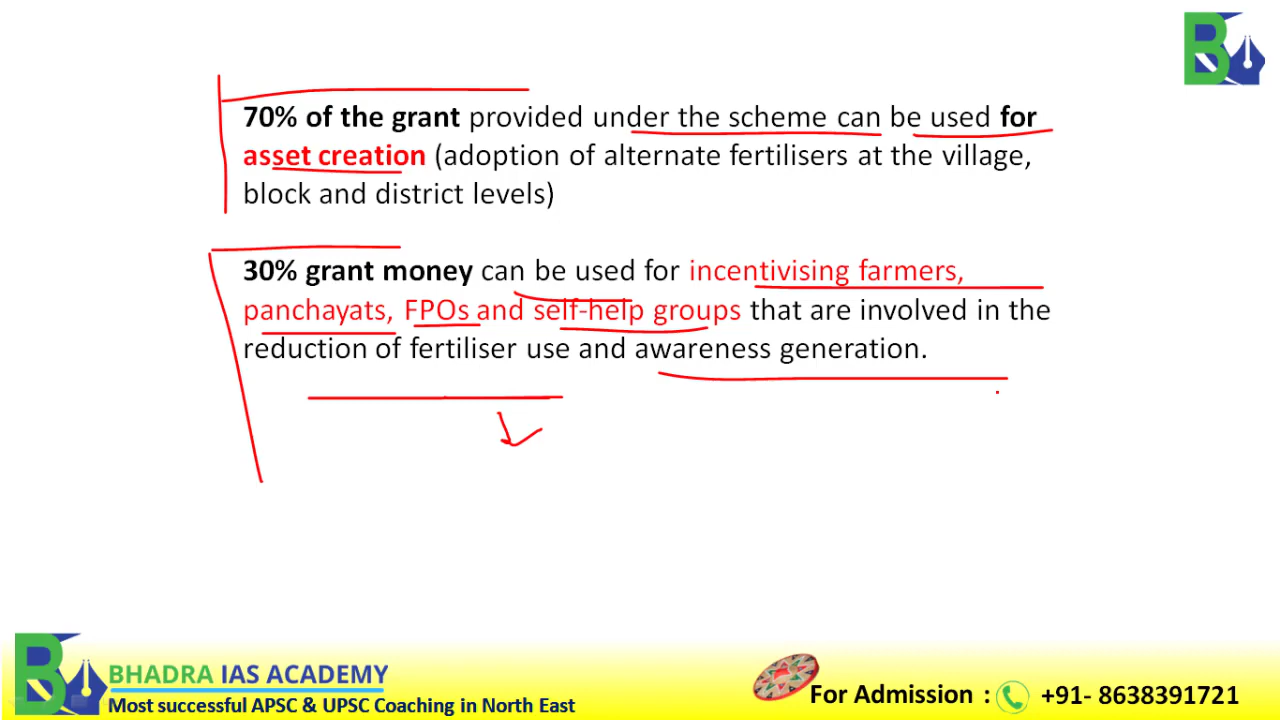 70% of the grant provided under the scheme can be used for
asset creation (adoption of alternate fertilisers at the village,
block and district levels)
30% grant money can be used for incentivising farmers,
panchayats, FPOs and self-help groups that are involved in the
reduction of fertiliser use and awareness generation.
BHADRA IAS ACADEMY
Most successful APSC & UPSC Coaching in North East
For Admission : +91- 8638391721